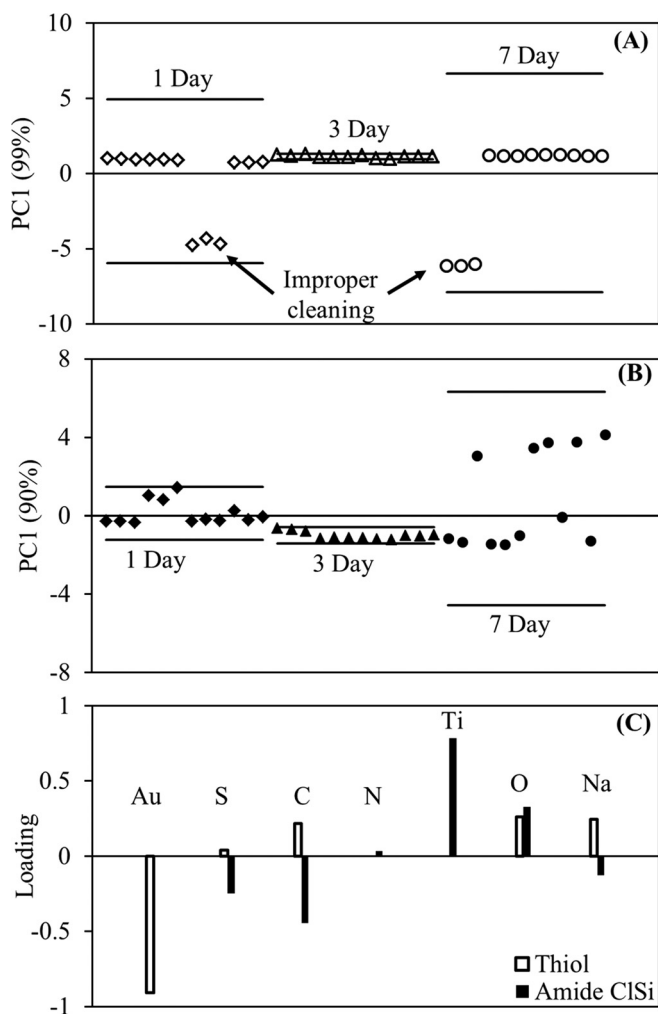 (A)
10
5
0
-5
-10
PC1 (99%)
1 Day
3 Day
7 Day
Improper
cleaning
(B)
8
4
0
-4
-8
PC1 (90%)
1 Day
3 Day
7 Day
(C)
1
0.5
0
-0.5
-1
Loading
Au
S
C
N
Ti
O
Na
Thiol
Amide ClSi